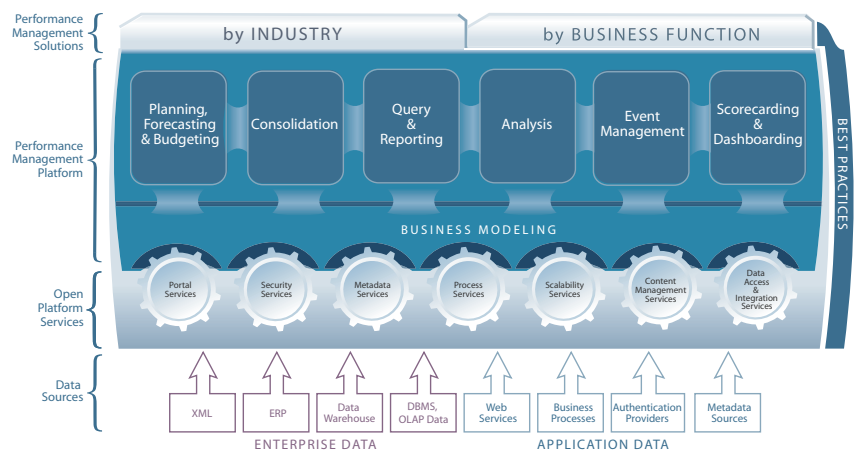 Performance
Management
Solutions
by INDUSTRY
by BUSINESS FUNCTION
Performance
Management
Platform
Planning,
Forecasting
& Budgeting
Consolidation
Query
&
Reporting
Analysis
Event
Management
Scorecarding
&
Dashboarding
BEST PRACTICES
BUSINESS MODELING
Open
Platform
Services
Portal
Services
Security
Services
Metadata
Services
Process
Services
Scalability
Services
Content
Management
Services
Data
Access
&
Integration
Services
Data
Sources
XML
ERP
Data
Warehouse
DBMS,
OLAP Data
Web
Services
Business
Processes
Authentication
Providers
Metadata
Sources
ENTERPRISE DATA
APPLICATION DATA